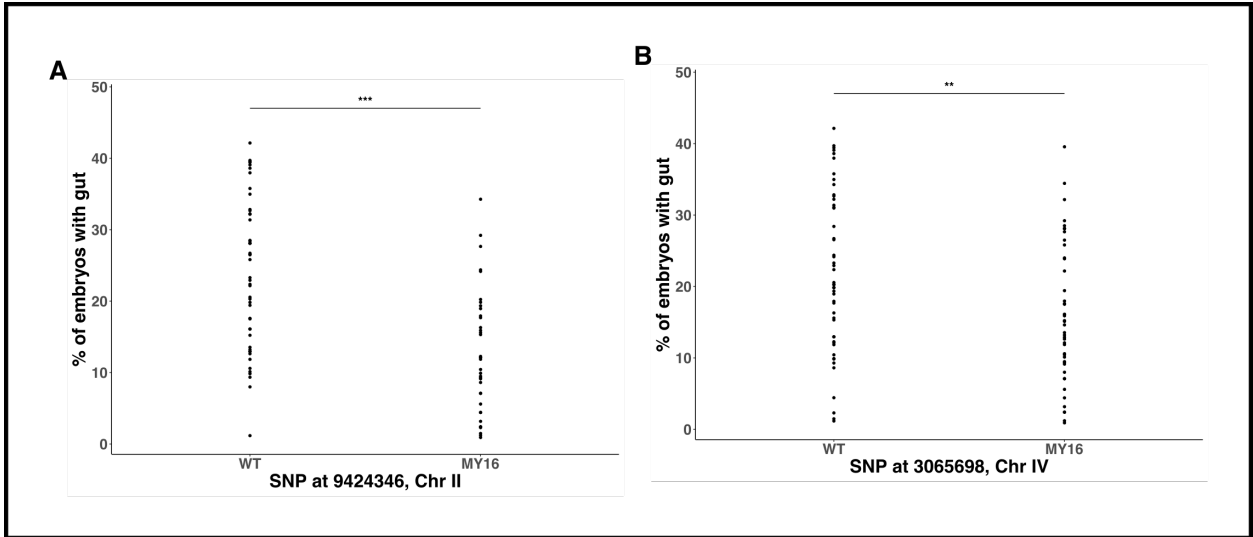 A
50
40
30
20
10
0
% of embryos with gut
***
WT
MY16
SNP at 9424346, Chr II
B
50
40
30
20
10
0
% of embryos with gut
**
WT
MY16
SNP at 3065698, Chr IV